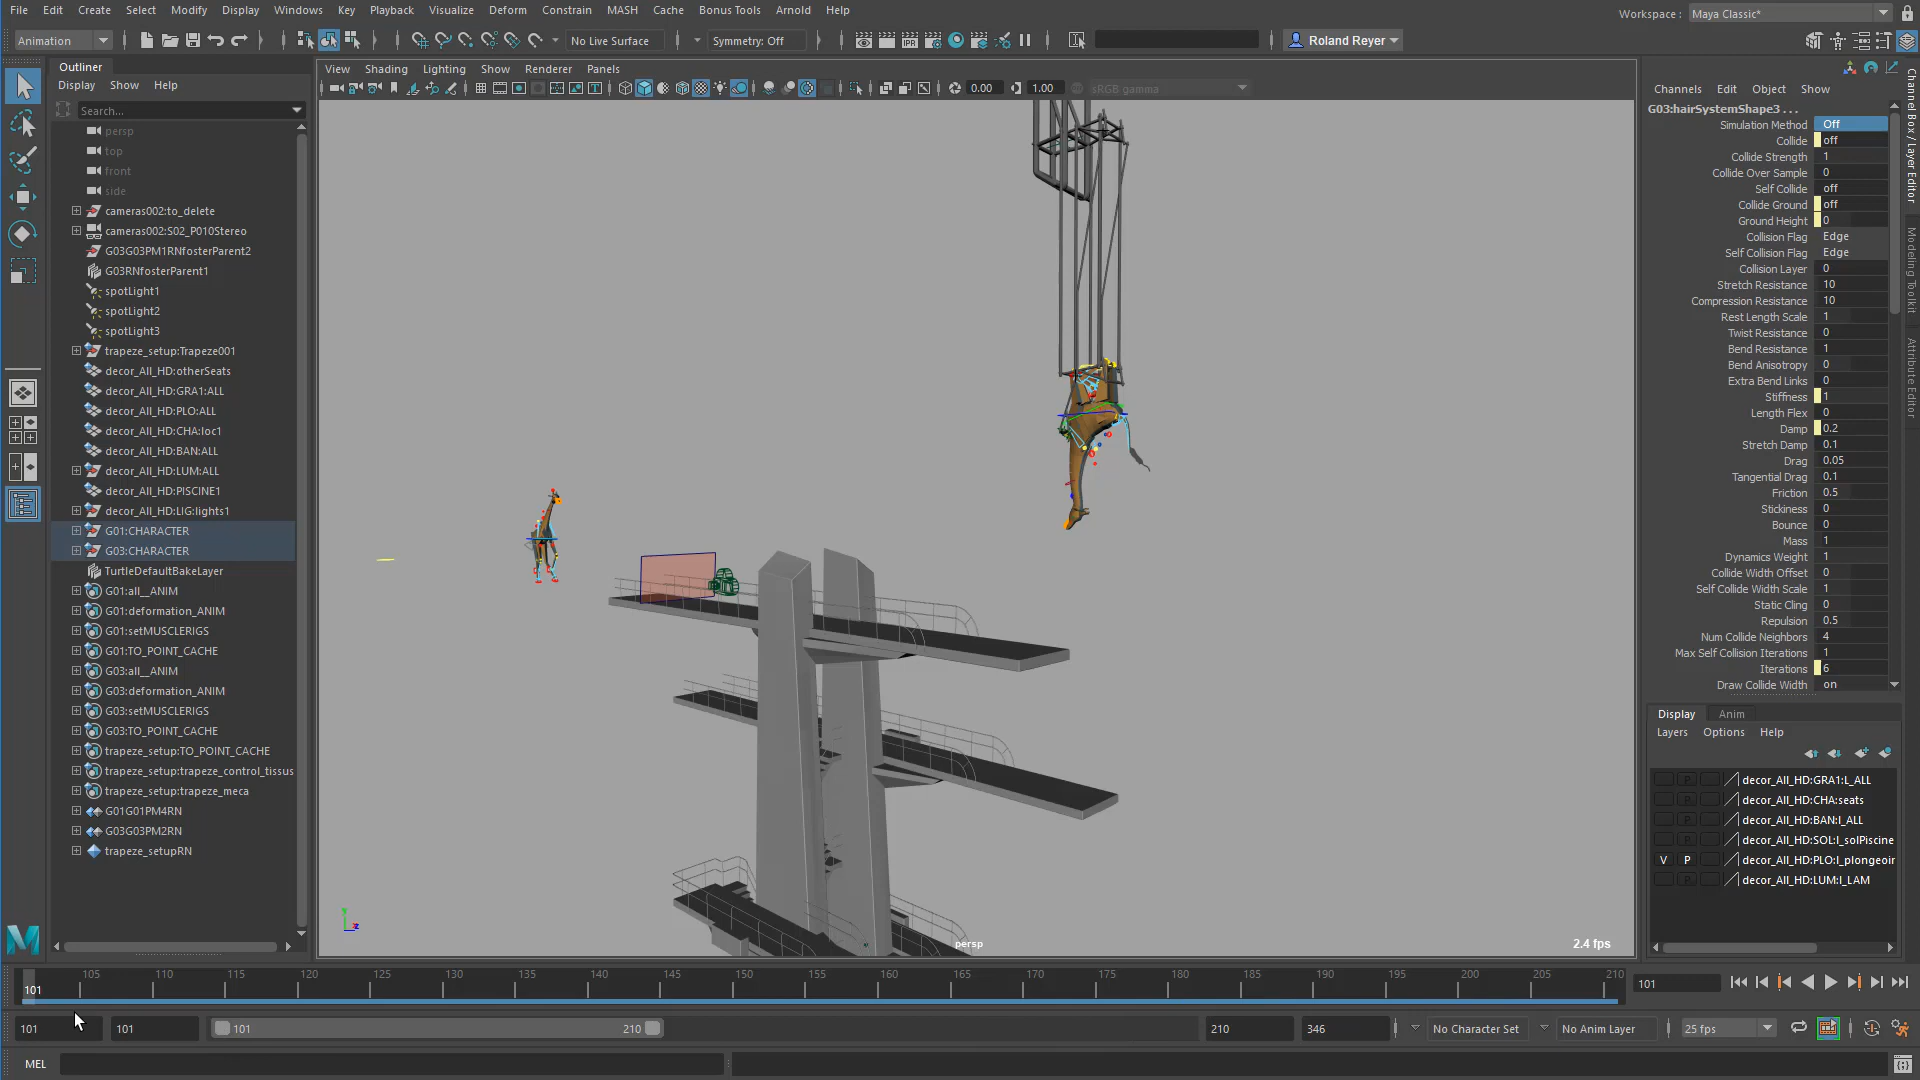 File Edit Create Select Modify Display Windows Key Playback Visualize Deform Constrain MASH Cache Bonus Tools Arnold Help
Workspace : Maya Classic*
Animation No Live Surface Symmetry: Off Roland Reyer
Outliner
Display Show Help
Search...
persp
top
front
side
cameras002:to_delete
cameras002:S02_P010Stereo
G03G03PM1RNfosterParent2
G03RNfosterParent1
spotLight1
spotLight2
spotLight3
trapeze_setup:Trapeze001
decor_All_HD:otherSeats
decor_All_HD:GRA1:ALL
decor_All_HD:PLO:ALL
decor_All_HD:CHA:loc1
decor_All_HD:BAN:ALL
decor_All_HD:LUM:ALL
decor_All_HD:PISCINE1
decor_All_HD:LIG:lights1
G01:CHARACTER
G03:CHARACTER
TurtleDefaultBakeLayer
G01:all__ANIM
G01:deformation_ANIM
G01:setMUSCLERIGS
G01:TO_POINT_CACHE
G03:all__ANIM
G03:deformation_ANIM
G03:setMUSCLERIGS
G03:TO_POINT_CACHE
trapeze_setup:TO_POINT_CACHE
trapeze_setup:trapeze_control_tissus
trapeze_setup:trapeze_meca
G01G01PM4RN
G03G03PM2RN
trapeze_setupRN
View Shading Lighting Show Renderer Panels
0.00 1.00 sRGB gamma
persp
2.4 fps
Channels Edit Object Show
G03:hairSystemShape3 . . .
Simulation Method Off
Collide off
Collide Strength 1
Collide Over Sample 0
Self Collide off
Collide Ground off
Ground Height 0
Collision Flag Edge
Self Collision Flag Edge
Collision Layer 0
Stretch Resistance 10
Compression Resistance 10
Rest Length Scale 1
Twist Resistance 0
Bend Resistance 1
Bend Anisotropy 0
Extra Bend Links 0
Stiffness 1
Length Flex 0
Damp 0.2
Stretch Damp 0.1
Drag 0.05
Tangential Drag 0.1
Friction 0.5
Stickiness 0
Bounce 0
Mass 1
Dynamics Weight 1
Collide Width Offset 0
Self Collide Width Scale 1
Static Cling 0
Repulsion 0.5
Num Collide Neighbors 4
Max Self Collision Iterations 1
Iterations 6
Draw Collide Width on
Channel Box / Layer Editor
Modeling Toolkit
Attribute Editor
Display Anim
Layers Options Help
P decor_All_HD:GRA1:L_ALL
P decor_All_HD:CHA:seats
P decor_All_HD:BAN:l_ALL
P decor_All_HD:SOL:l_solPiscine
V P decor_All_HD:PLO:l_plongeoir
P decor_All_HD:LUM:l_LAM
105 110 115 120 125 130 135 140 145 150 155 160 165 170 175 180 185 190 195 200 205 210
101 101
101 101 101 210 210 346 No Character Set No Anim Layer 25 fps
MEL